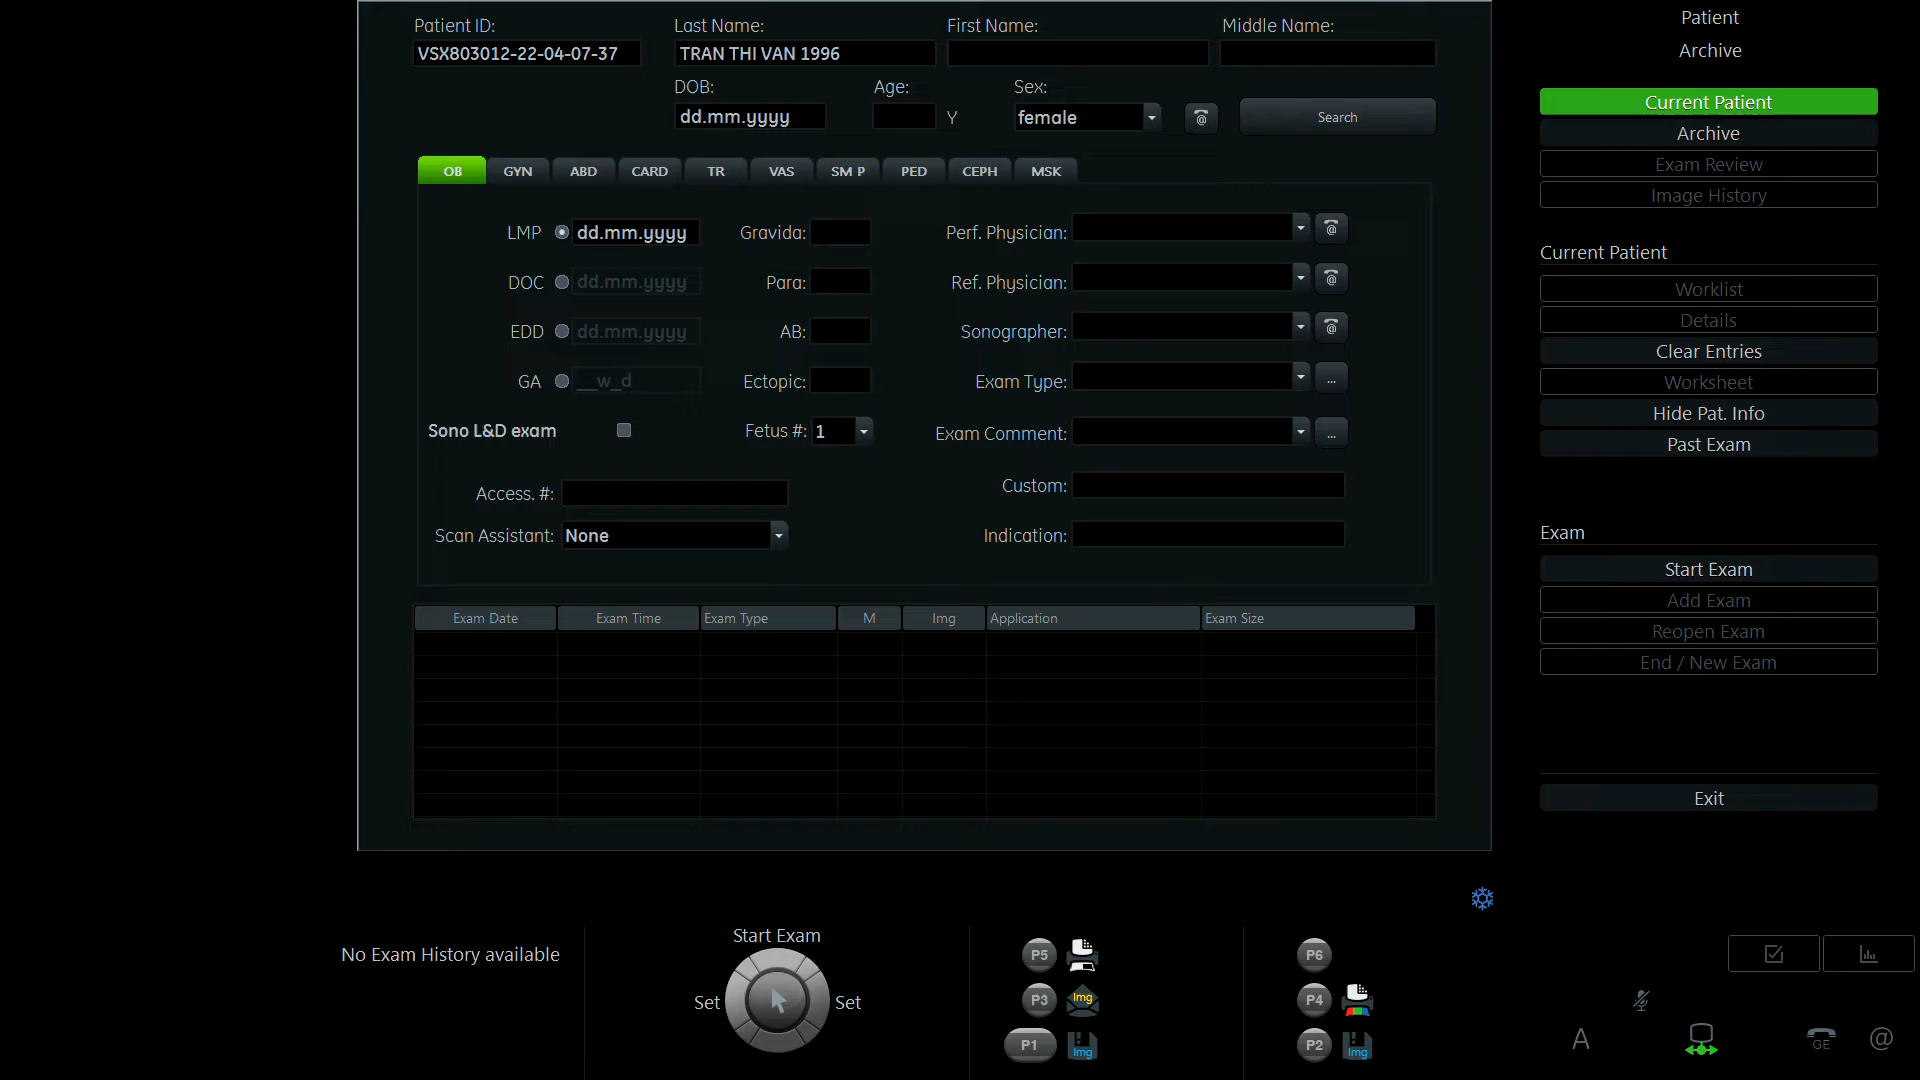 Patient ID:
Last Name:
First Name:
Middle Name:
VSX803012-22-04-07-37
TRAN THI VAN 1996
DOB:
Age:
Sex:
dd.mm.yyyy
Y
female
@
Search
OB GYN ABD CARD TR VAS SM P PED CEPH MSK
LMP dd.mm.yyyy Gravida: Perf. Physician: @
DOC dd.mm.yyyy Para: Ref. Physician: @
EDD dd.mm.yyyy AB: Sonographer: @
GA __w_d Ectopic: Exam Type: ...
Sono L&D exam Fetus #: 1 Exam Comment: ...
Custom:
Access. #:
Scan Assistant: None Indication:
Exam Date Exam Time Exam Type M Img Application Exam Size
Patient
Archive
Current Patient
Archive
Exam Review
Image History
Current Patient
Worklist
Details
Clear Entries
Worksheet
Hide Pat. Info
Past Exam
Exam
Start Exam
Add Exam
Reopen Exam
End / New Exam
Exit
No Exam History available
Start Exam
Set Set
P5
P3 Img
P1 Img
P6
P4
P2 Img
A GE @